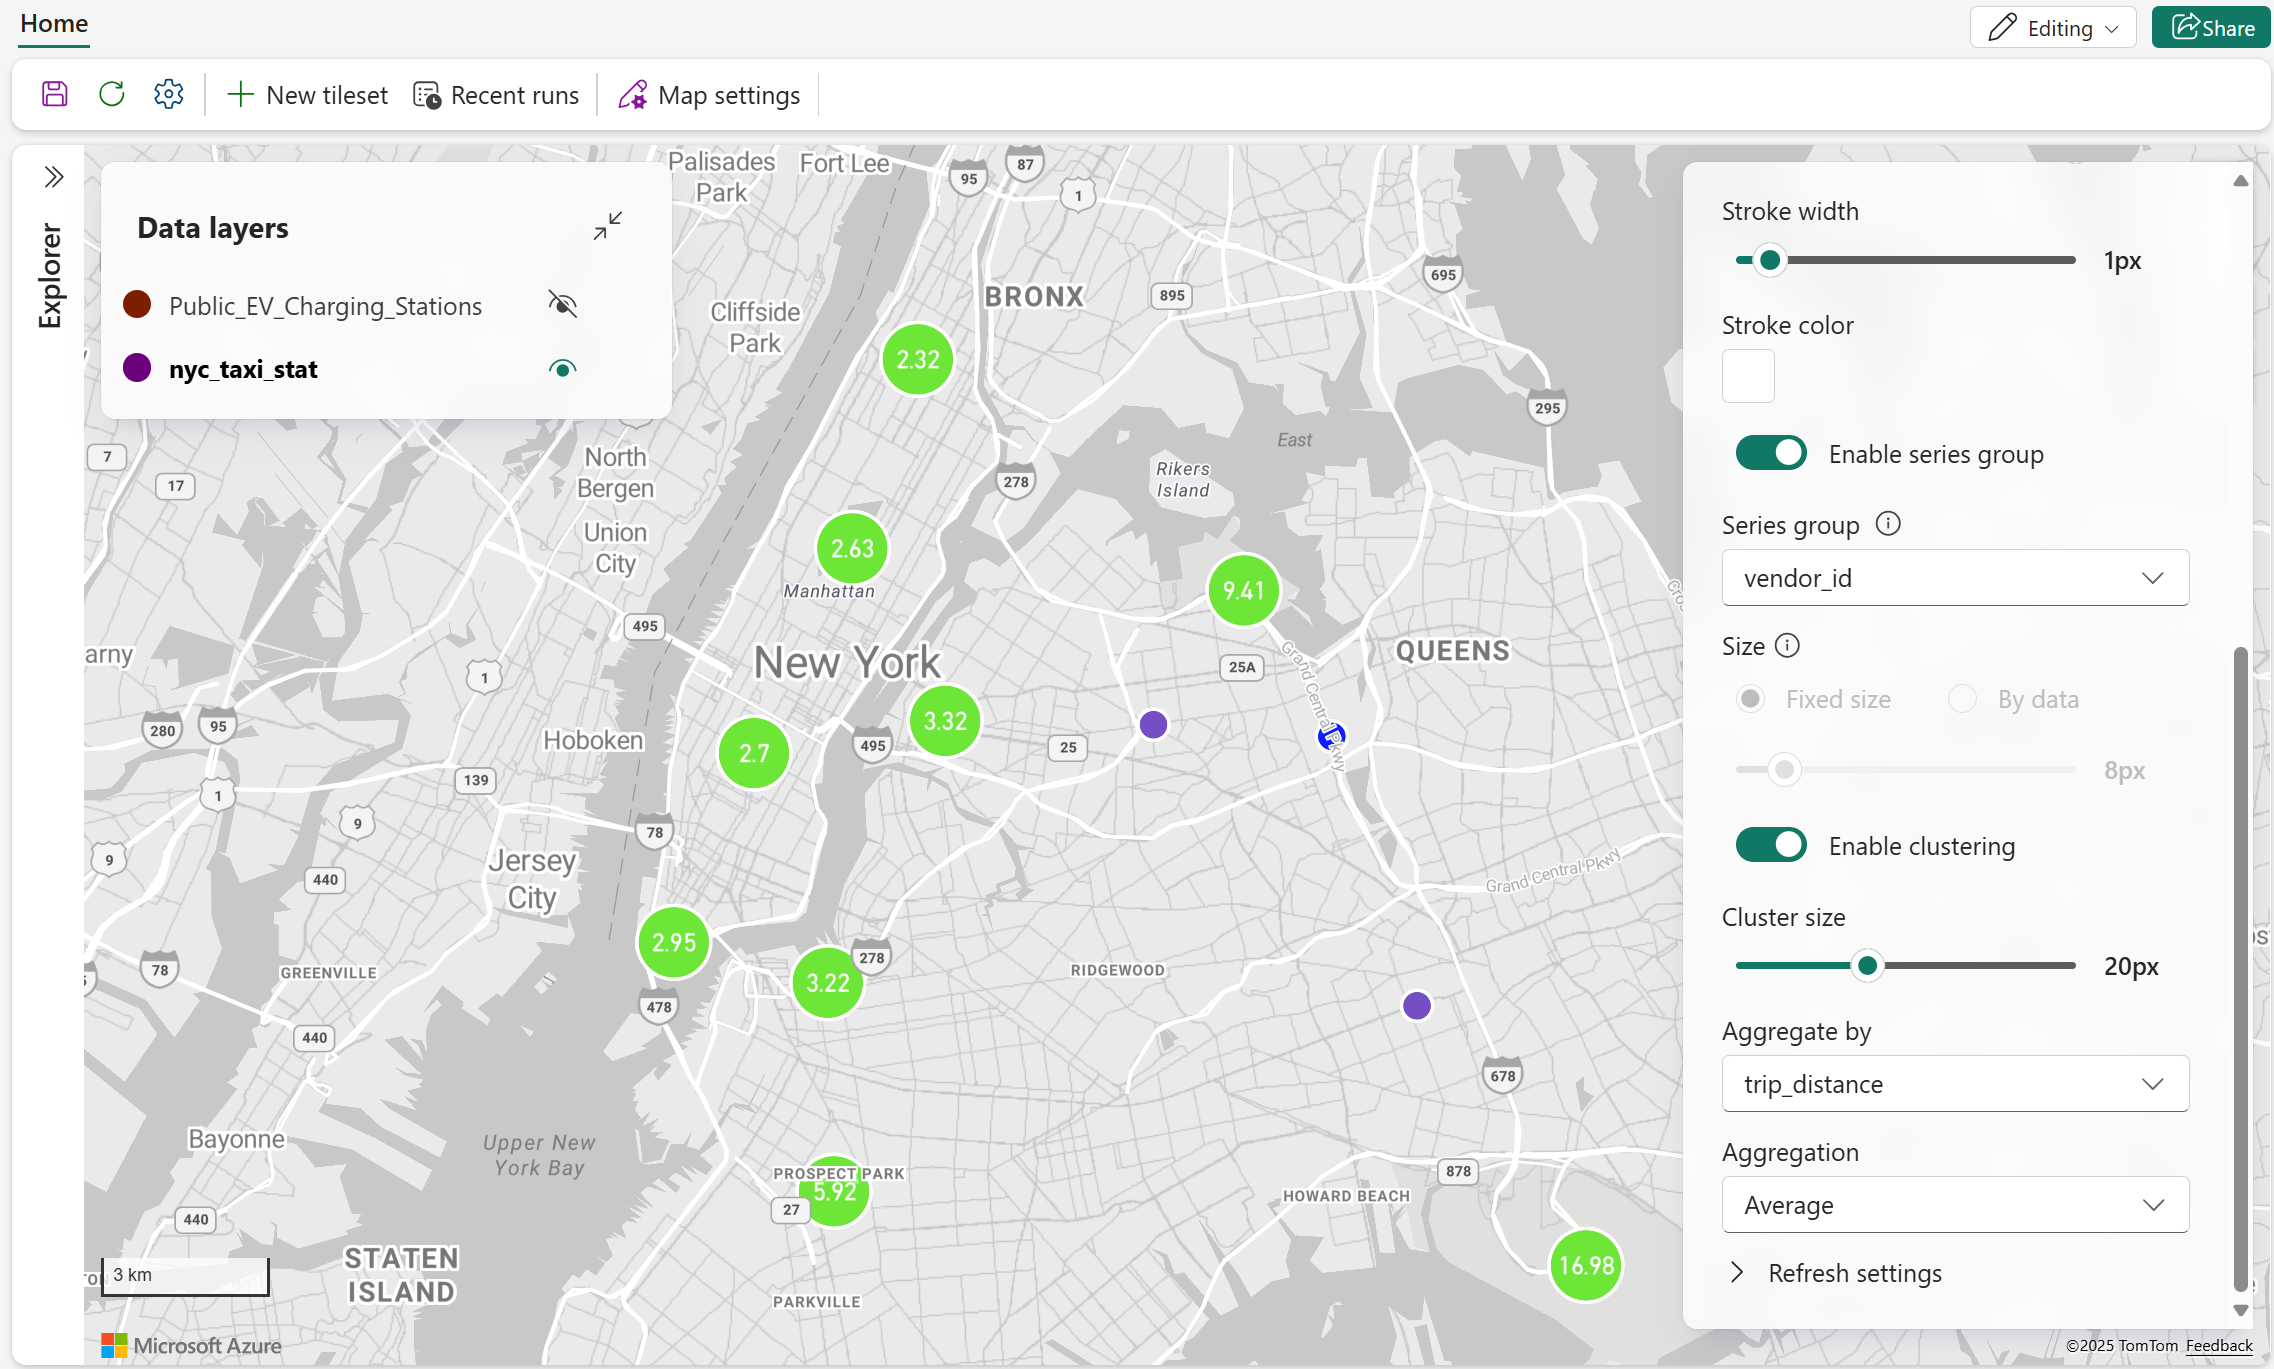 Home
Editing
Share
New tileset
Recent runs
Map settings
Explorer
Data layers
Public_EV_Charging_Stations
nyc_taxi_stat
Palisades
Park
Fort Lee
95
87
1
BRONX
895
695
Cliffside
Park
2.32
295
East
Rikers
Island
7
17
North
Bergen
278
Union
City
2.63
Manhattan
9.41
495
arny
New York
25A
Grand Central Pkwy
QUEENS
1
280
95
Hoboken
2.7
3.32
495
25
139
1
9
78
9
Jersey
City
440
Grand Central Pkwy
2.95
3.22
278
78
GREENVILLE
RIDGEWOOD
478
440
678
Bayonne
Upper New
York Bay
PROSPECT PARK
5.92
27
878
HOWARD BEACH
440
STATEN
ISLAND
16.98
PARKVILLE
3 km
Microsoft Azure
Stroke width
1px
Stroke color
Enable series group
Series group
vendor_id
Size
Fixed size
By data
8px
Enable clustering
Cluster size
20px
Aggregate by
trip_distance
Aggregation
Average
Refresh settings
©2025 TomTom Feedback